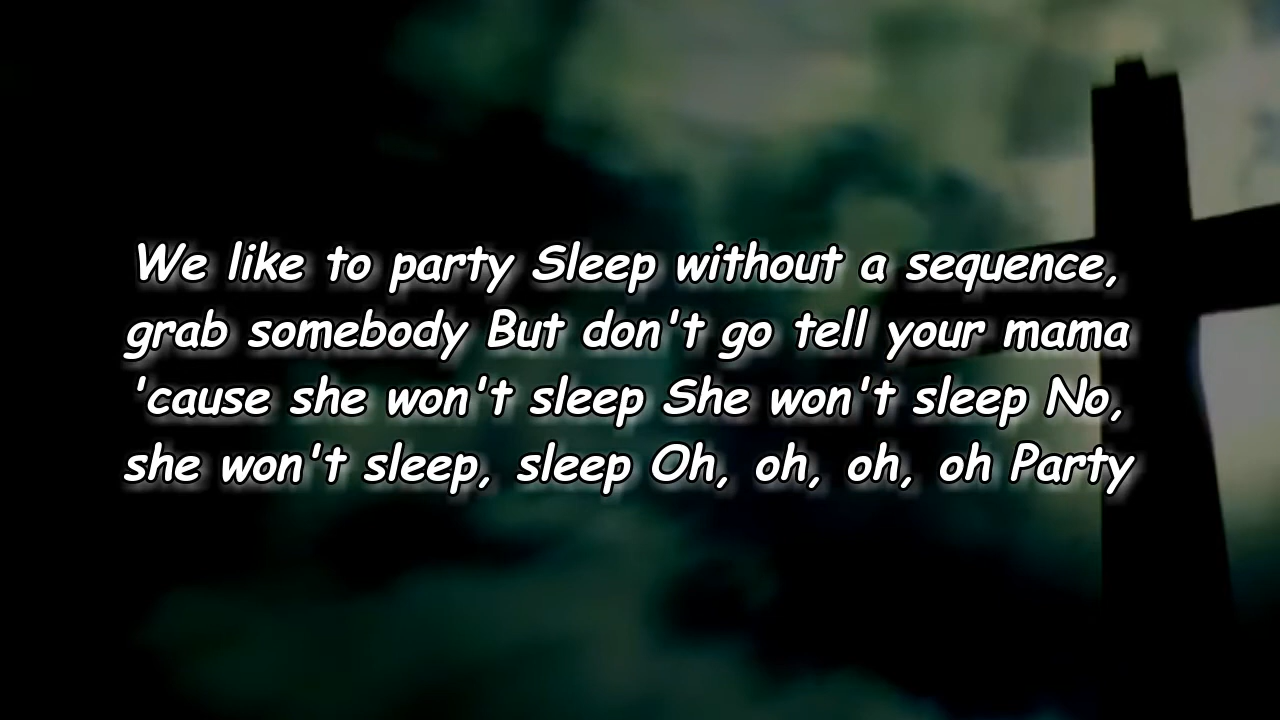 We like to party Sleep without a sequence,
grab somebody But don't go tell your mama
'cause she won't sleep She won't sleep No,
she won't sleep, sleep Oh, oh, oh, oh Party